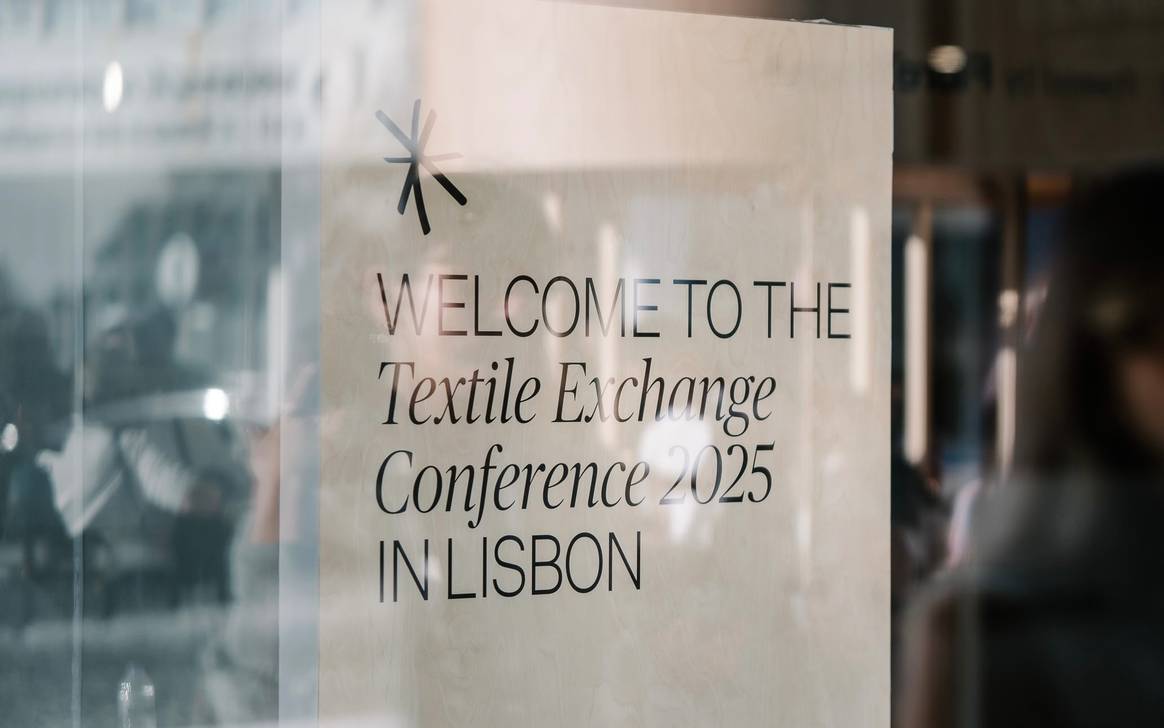 WELCOME TO THE
Textile Exchange
Conference 2025
IN LISBON